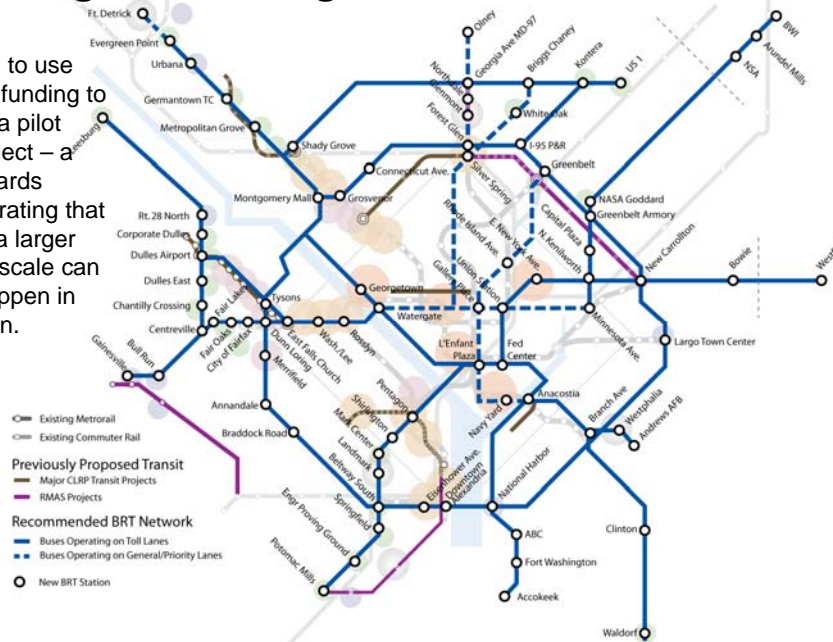 to use
funding to
a pilot
ect – a
ards
rating that
a larger
scale can
ppen in
n.
Ft. Detrick
Evergreen Point
Urbana
Germantown TC
Metropolitan Grove
Shady Grove
Leesburg
Olney
Georgia Ave MD-97
Briggs Chaney
Kontera
US 1
BWI
Arundel Mills
NSA
Northdale
Glenmont
Forest Glen
White Oak
I-95 P&R
Greenbelt
Connecticut Ave.
Silver Spring
Montgomery Mall
Grosvenor
NASA Goddard
Greenbelt Armory
Capital Plaza
Rt. 28 North
Corporate Dulles
Dulles Airport
Dulles East
Chantilly Crossing
Centreville
Rhode Island Ave.
E. New York Ave.
N. Kenilworth
New Carrollton
Bowie
West
Georgetown
Gallery Place
Union Station
Tysons
Fair Lakes
Fair Oaks
City of Fairfax
Dunn Loring
East Falls Church
Wash./Lee
Rosslyn
Watergate
Minnesota Ave.
Gainesville
Bull Run
Merrifield
L'Enfant
Plaza
Fed
Center
Largo Town Center
Annandale
Braddock Road
Pentagon
Shirlington
Mark Center
Landmark
Beltway South
Springfield
Navy Yard
Anacostia
Branch Ave
Westphalia
Andrews AFB
Eisenhower Ave.
Downtown
Alexandria
National Harbor
Engr Proving Ground
Potomac Mills
ABC
Fort Washington
Accokeek
Clinton
Waldorf
Existing Metrorail
Existing Commuter Rail
Previously Proposed Transit
Major CLRP Transit Projects
RMAS Projects
Recommended BRT Network
Buses Operating on Toll Lanes
Buses Operating on General/Priority Lanes
New BRT Station